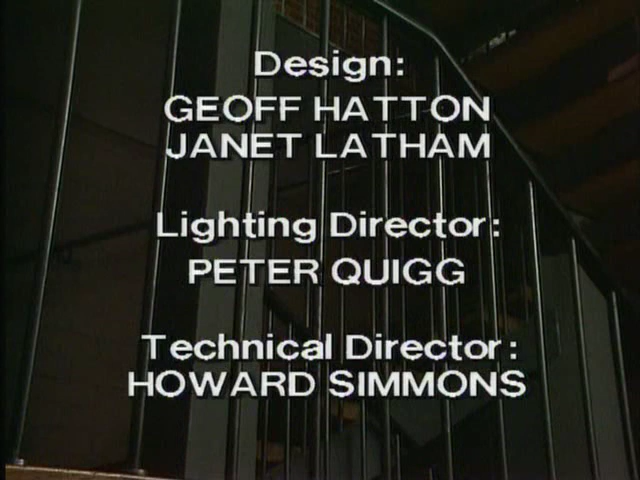 Design:
GEOFF HATTON
JANET LATHAM
Lighting Director:
PETER QUIGG
Technical Director:
HOWARD SIMMONS